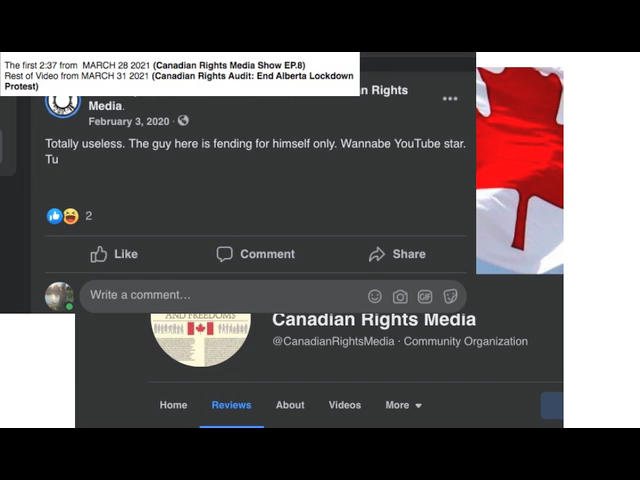 The first 2:37 from MARCH 28 2021 (Canadian Rights Media Show EP.8)
Rest of Video from MARCH 31 2021 (Canadian Rights Audit: End Alberta Lockdown
Protest)
an Rights
Media.
February 3, 2020
Totally useless. The guy here is fending for himself only. Wannabe YouTube star.
Tu
2
Like Comment Share
Write a comment...
GIF
AND FREEDOMS
Canadian Rights Media
@CanadianRightsMedia · Community Organization
Home Reviews About Videos More